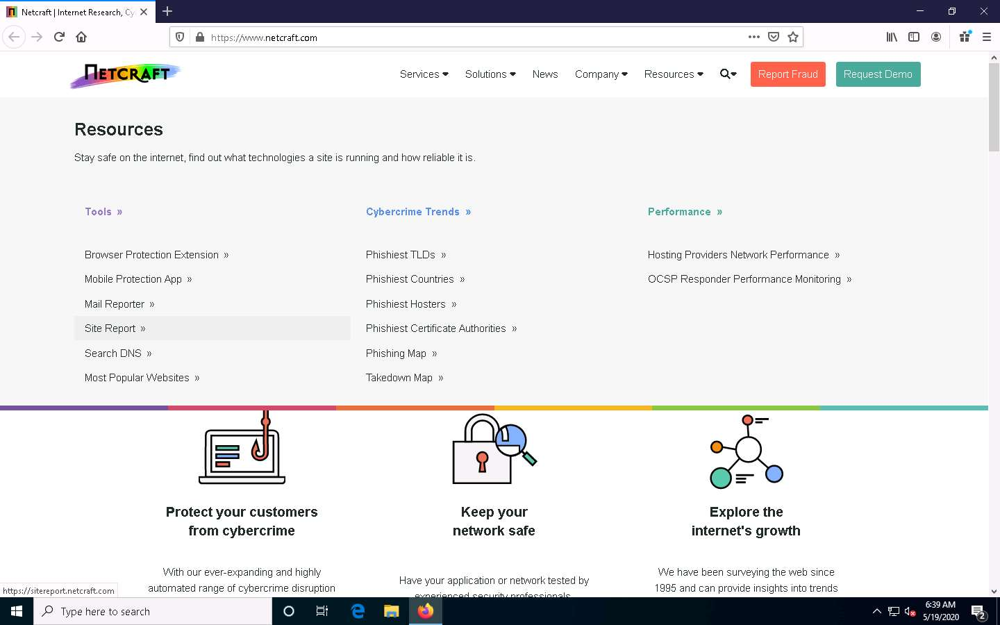 Netcraft | Internet Research, Cy
https://www.netcraft.com
NETCRAFT
Services
Solutions
News
Company
Resources
Report Fraud
Request Demo
Resources
Stay safe on the internet, find out what technologies a site is running and how reliable it is.
Tools »
Browser Protection Extension »
Mobile Protection App »
Mail Reporter »
Site Report »
Search DNS »
Most Popular Websites »
Cybercrime Trends »
Phishiest TLDs »
Phishiest Countries »
Phishiest Hosters »
Phishiest Certificate Authorities »
Phishing Map »
Takedown Map »
Performance »
Hosting Providers Network Performance »
OCSP Responder Performance Monitoring »
Protect your customers
from cybercrime
With our ever-expanding and highly
automated range of cybercrime disruption
Keep your
network safe
Have your application or network tested by
experienced security professionals
Explore the
internet's growth
We have been surveying the web since
1995 and can provide insights into trends
https://sitereport.netcraft.com
Type here to search
6:39 AM
5/19/2020
2